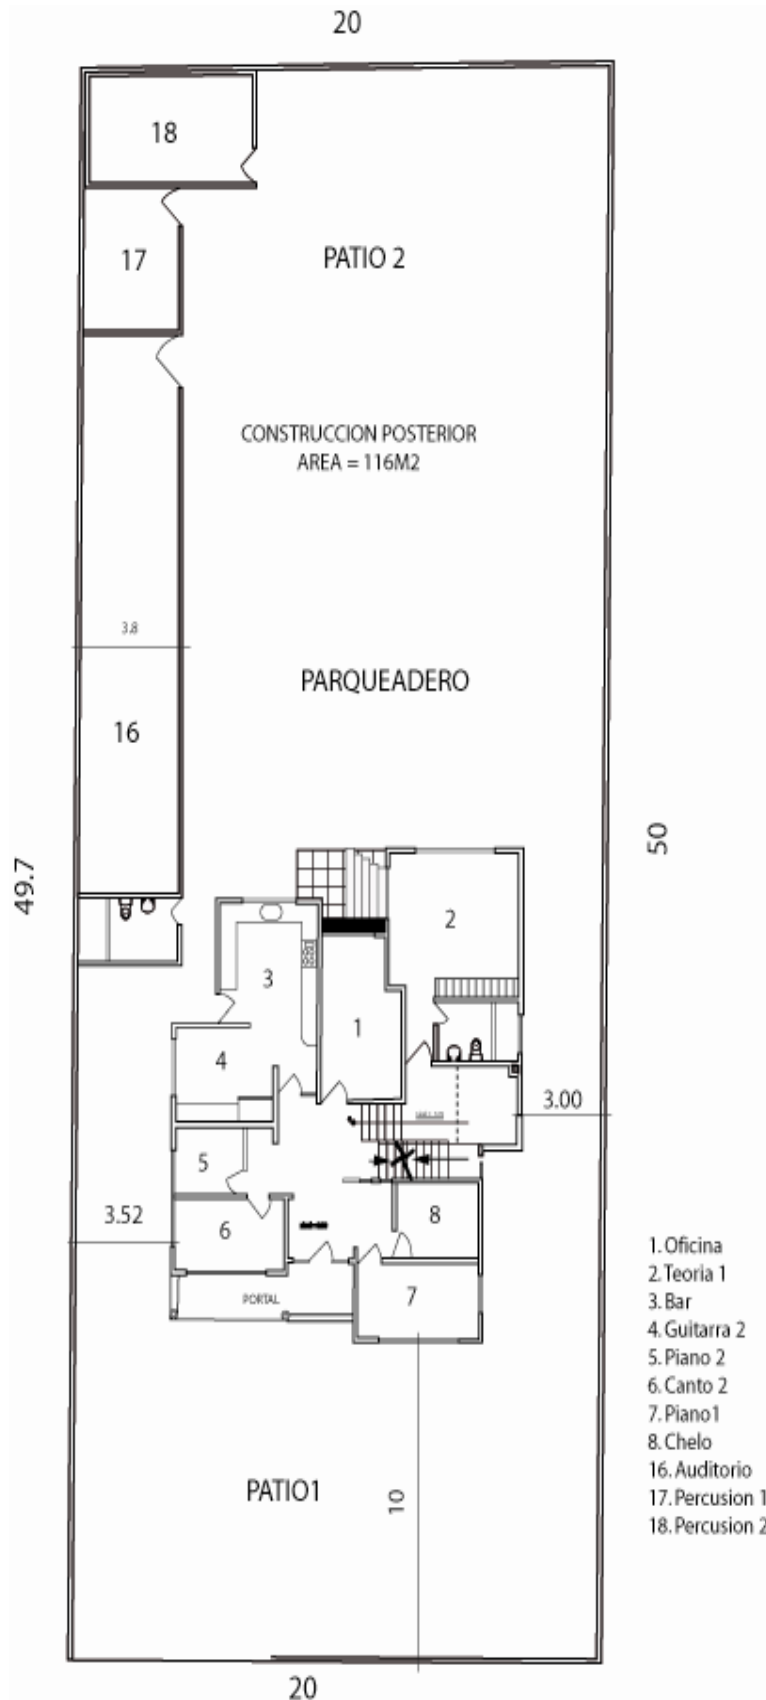 20
18
17
PATIO 2
CONSTRUCCION POSTERIOR
AREA = 116M2
3.8
PARQUEADERO
16
50
49.7
2
3
1
4
3.00
5
3.52
8
6
7
PORTAL
1. Oficina
2. Teoria 1
3. Bar
4. Guitarra 2
5. Piano 2
6. Canto 2
7. Piano1
8. Chelo
16. Auditorio
17. Percusion 1
18. Percusion 2
PATIO1
10
20